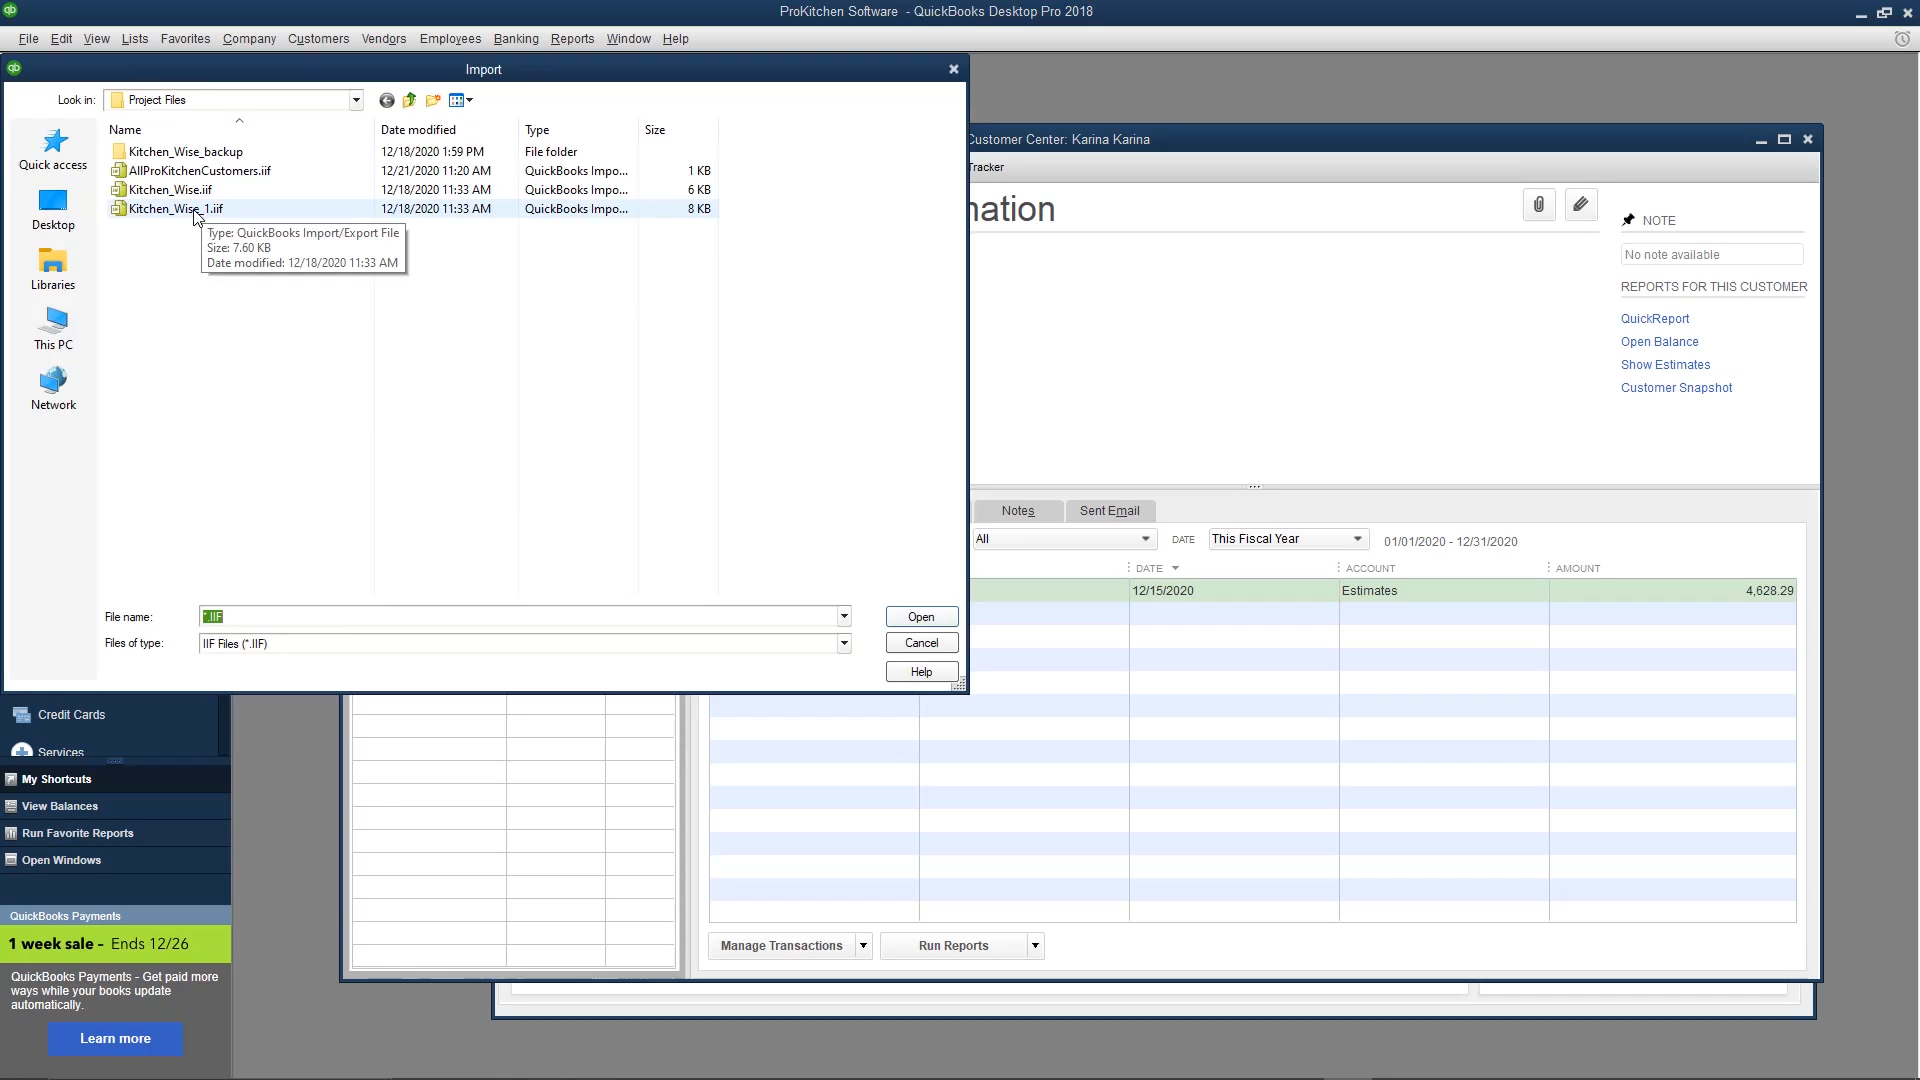 ProKitchen Software - QuickBooks Desktop Pro 2018
File Edit View Lists Favorites Company Customers Vendors Employees Banking Reports Window Help
Import
Look in: Project Files
Name Date modified Type Size
Kitchen_Wise_backup 12/18/2020 1:59 PM File folder
AllProKitchenCustomers.iif 12/21/2020 11:20 AM QuickBooks Impo... 1 KB
Kitchen_Wise.iif 12/18/2020 11:33 AM QuickBooks Impo... 6 KB
Kitchen_Wise_1.iif 12/18/2020 11:33 AM QuickBooks Impo... 8 KB
Type: QuickBooks Import/Export File
Size: 7.60 KB
Date modified: 12/18/2020 11:33 AM
Quick access
Desktop
Libraries
This PC
Network
File name: *.IIF Open
Files of type: IIF Files (*.IIF) Cancel
Help
Customer Center: Karina Karina
Tracker
nation
NOTE
No note available
REPORTS FOR THIS CUSTOMER
QuickReport
Open Balance
Show Estimates
Customer Snapshot
Notes Sent Email
All DATE This Fiscal Year 01/01/2020 - 12/31/2020
DATE ACCOUNT AMOUNT
12/15/2020 Estimates 4,628.29
Manage Transactions Run Reports
Credit Cards
Services
My Shortcuts
View Balances
Run Favorite Reports
Open Windows
QuickBooks Payments
1 week sale - Ends 12/26
QuickBooks Payments - Get paid more
ways while your books update
automatically.
Learn more